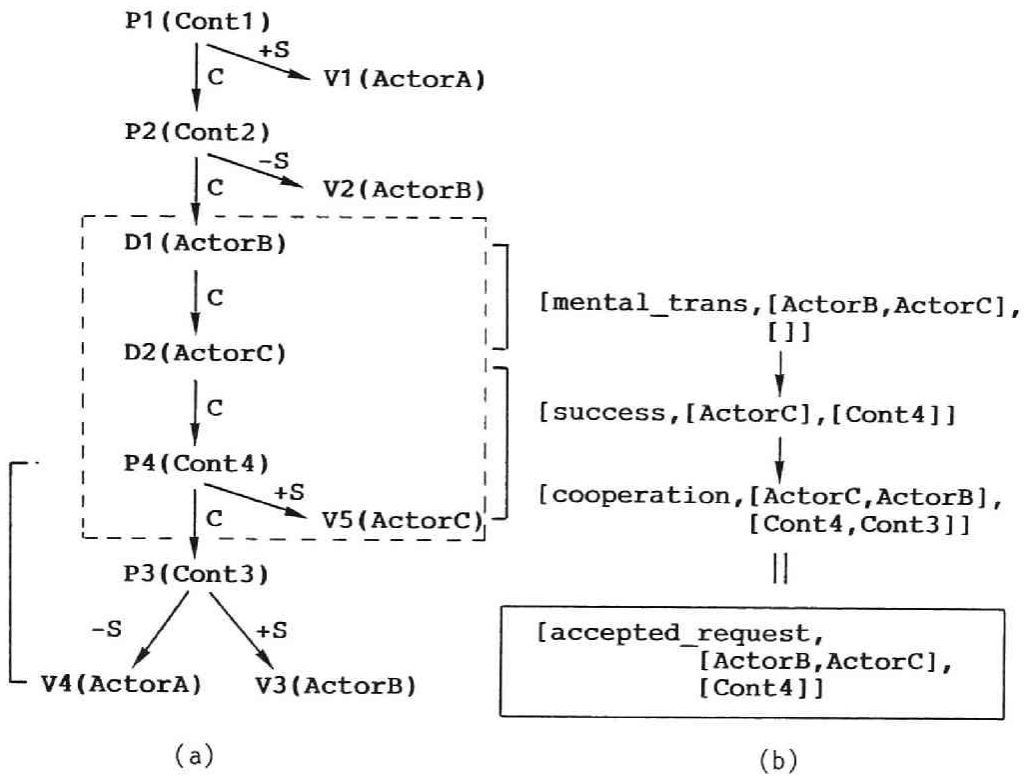 P1(Cont1)
+S
C
V1(ActorA)
P2(Cont2)
-S
C
V2(ActorB)
D1(ActorB)
C
D2(ActorC)
C
P4(Cont4)
+S
C
V5(ActorC)
P3(Cont3)
-S
+S
V4(ActorA)
V3(ActorB)
(a)
[mental_trans,[ActorB,ActorC],
[]]
[success,[ActorC],[Cont4]]
[cooperation,[ActorC,ActorB],
[Cont4,Cont3]]
||
[accepted_request,
[ActorB,ActorC],
[Cont4]]
(b)